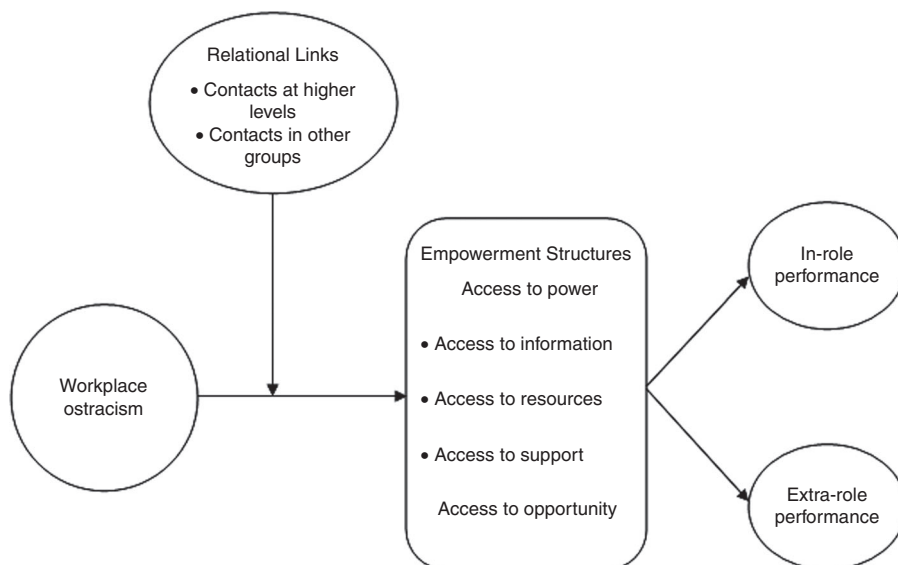 Relational Links
• Contacts at higher
levels
• Contacts in other
groups
Workplace
ostracism
Empowerment Structures
Access to power
• Access to information
• Access to resources
• Access to support
Access to opportunity
In-role
performance
Extra-role
performance